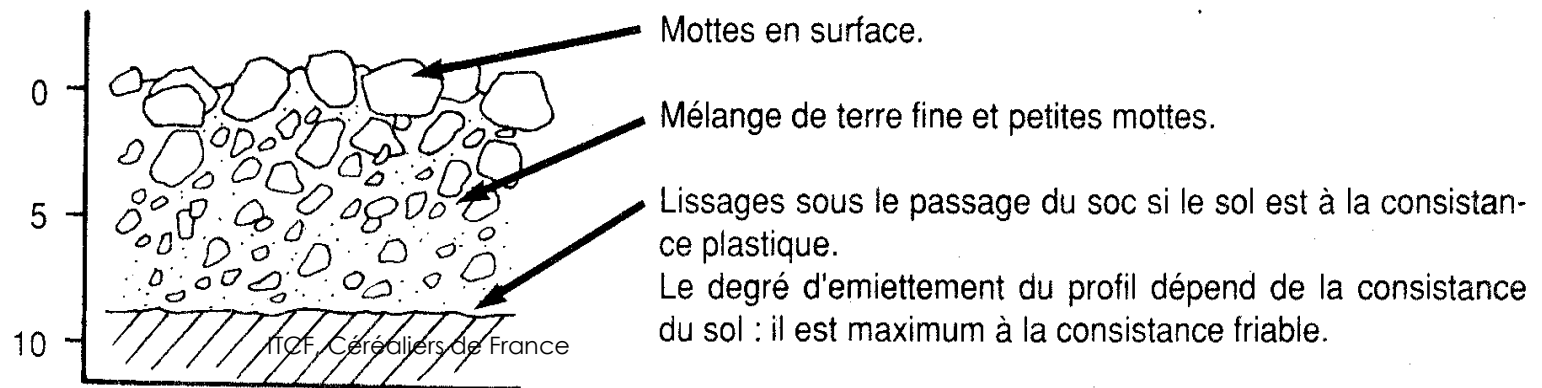 Mottes en surface.
0
Mélange de terre fine et petites mottes.
Lissages sous le passage du soc si le sol est à la consistan-
5
ce plastique.
Le degré d'emiettement du profil dépend de la consistance
du sol : il est maximum à la consistance friable.
10
ITCF, Céréaliers de France